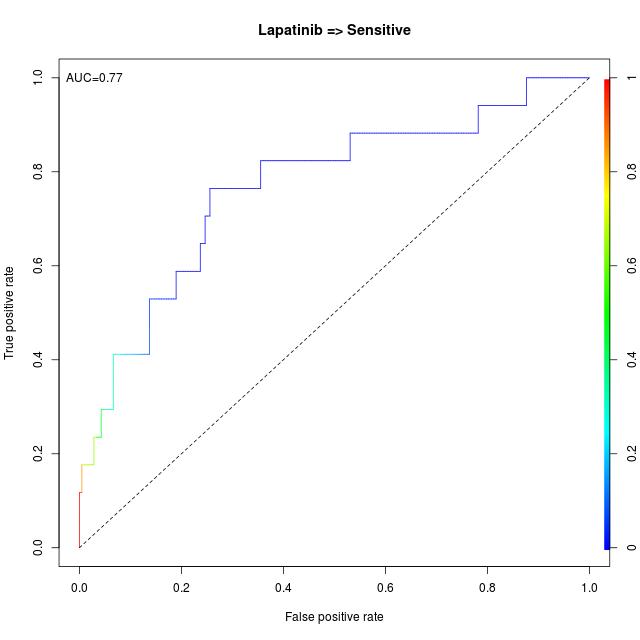 Lapatinib => Sensitive
AUC=0.77
True positive rate
1.0
0.8
0.6
0.4
0.2
0.0
0.0 0.2 0.4 0.6 0.8 1.0
False positive rate
1
0.8
0.6
0.4
0.2
0